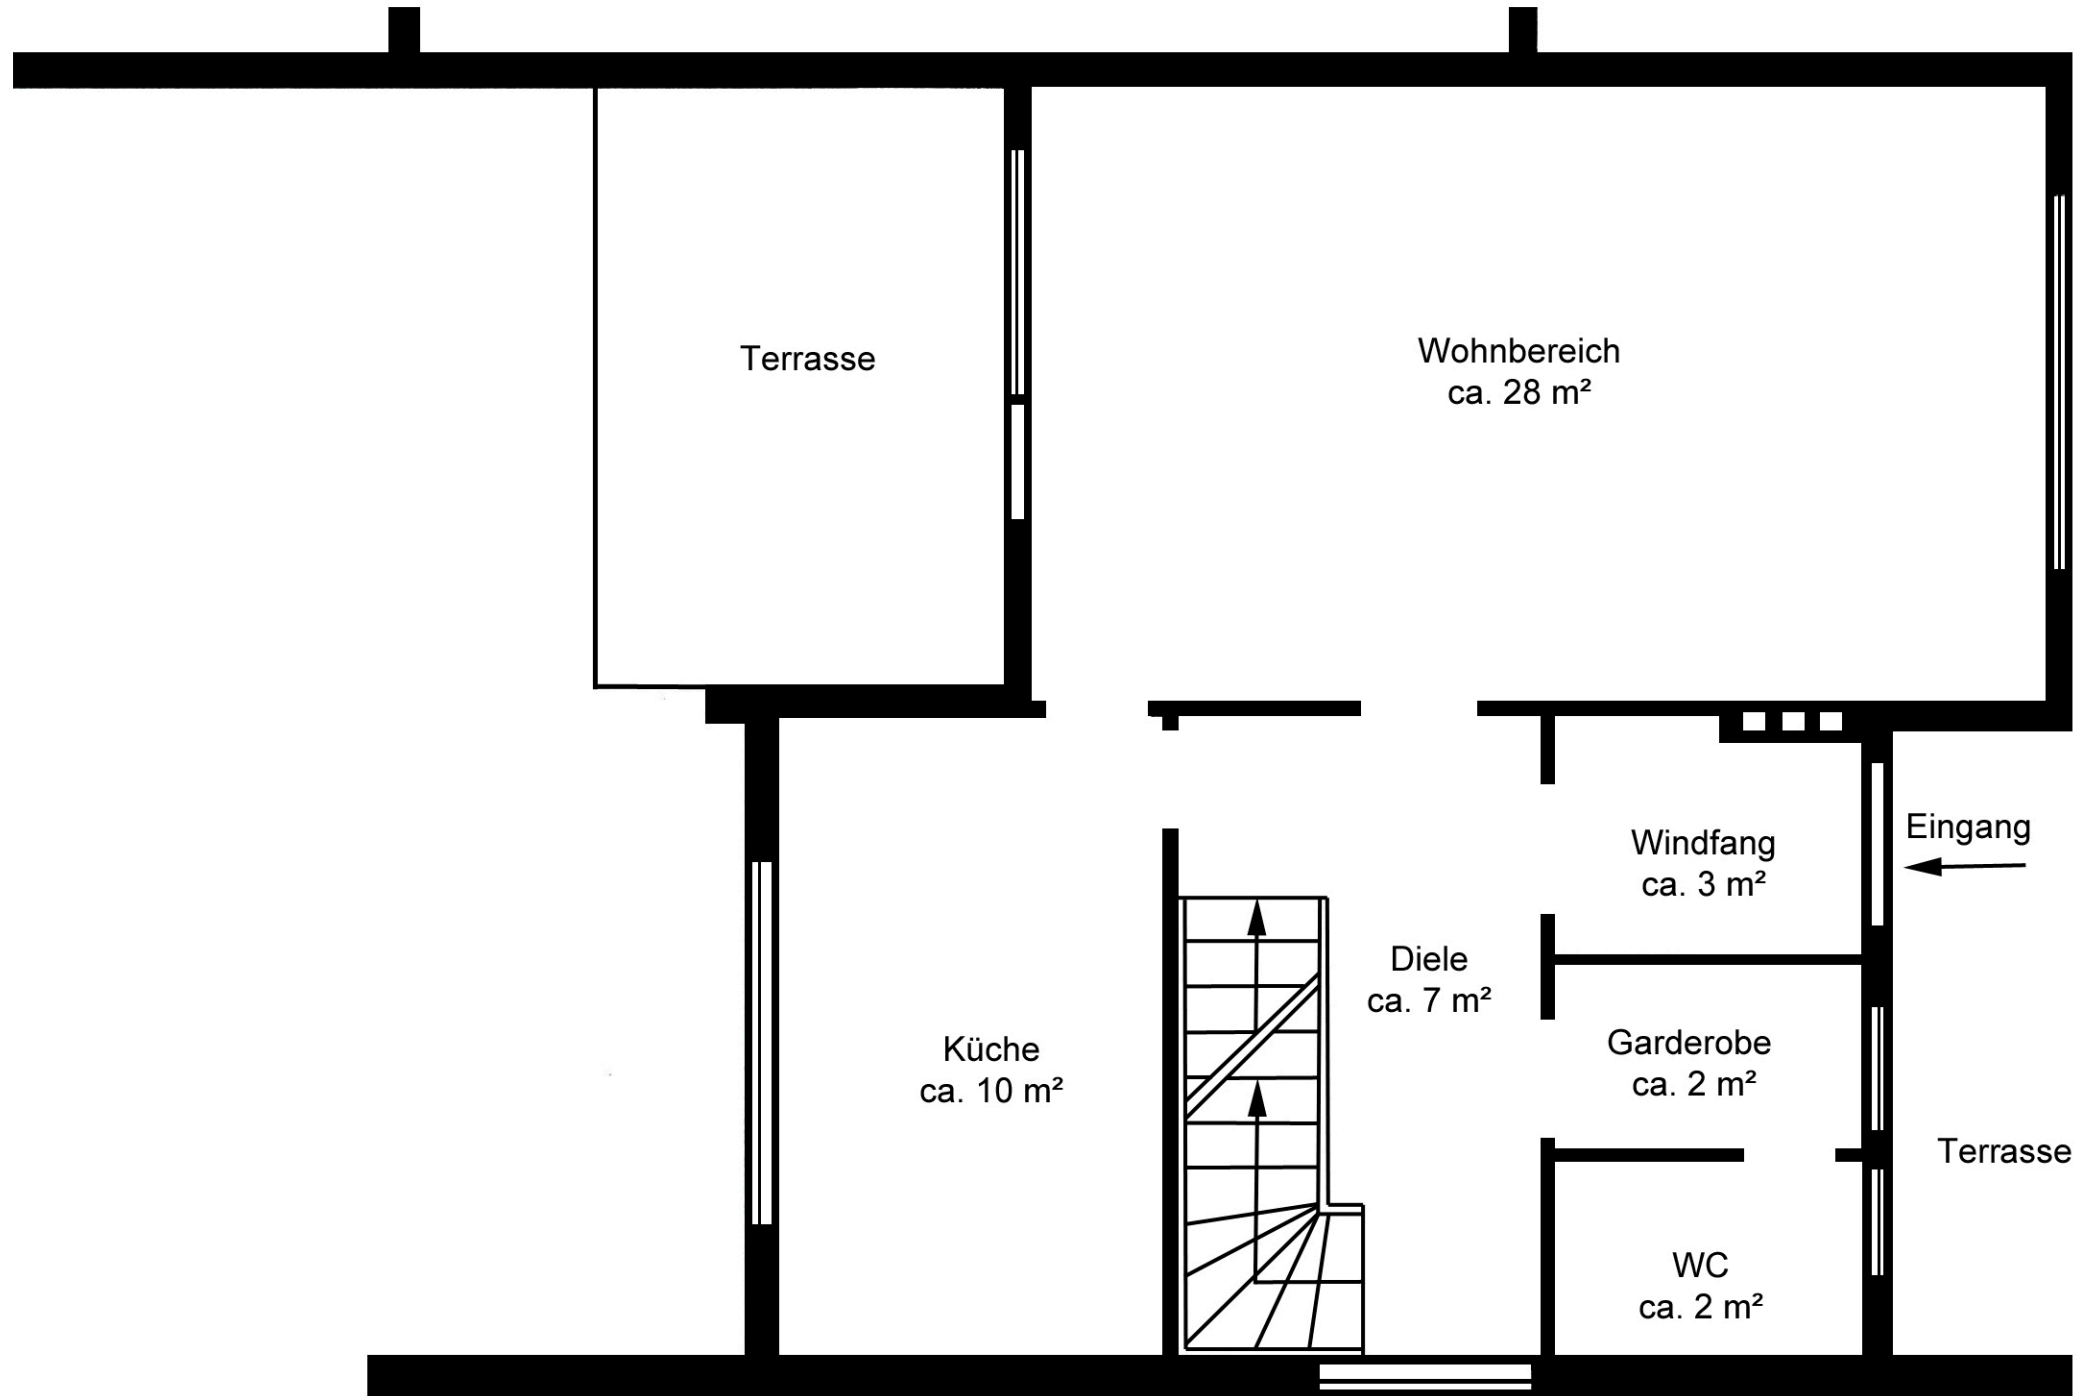 Terrasse
Wohnbereich
ca. 28 m²
Eingang
Windfang
ca. 3 m²
Diele
ca. 7 m²
Küche
ca. 10 m²
Garderobe
ca. 2 m²
Terrasse
WC
ca. 2 m²